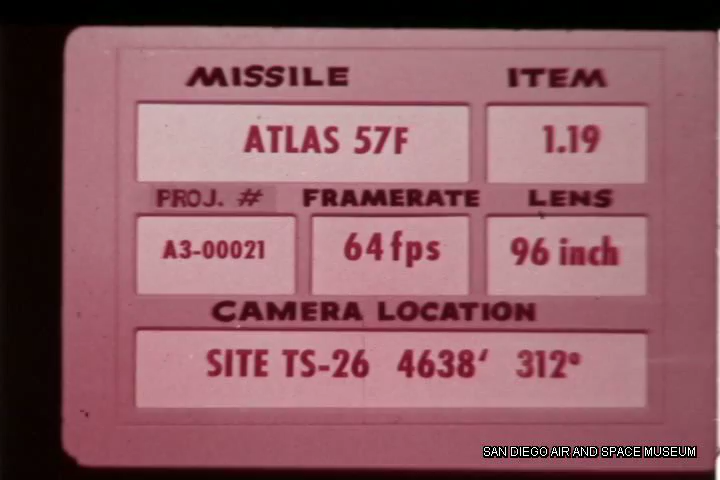 MISSILE ITEM
ATLAS 57F 1.19
PROJ. # FRAMERATE LENS
A3-00021 64 fps 96 inch
CAMERA LOCATION
SITE TS-26 4638' 312°
SAN DIEGO AIR AND SPACE MUSEUM